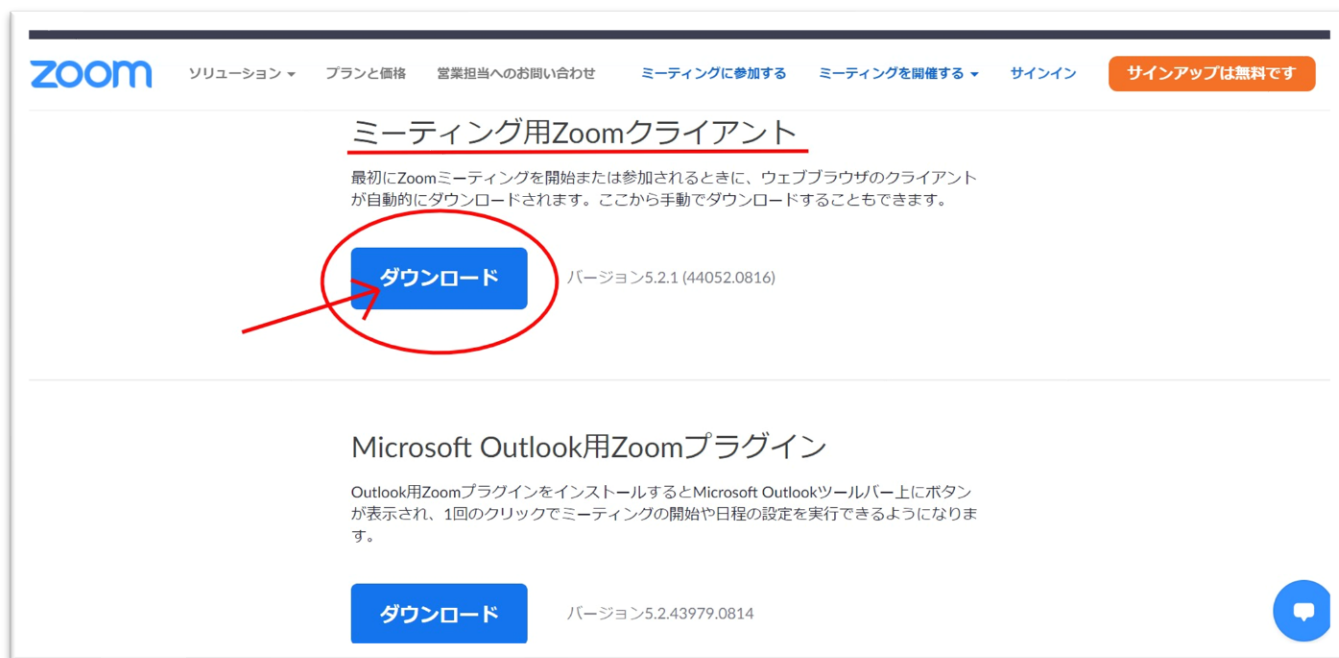 zoom ソリューション プランと価格 営業担当へのお問い合わせ ミーティングに参加する ミーティングを開催する サインイン サインアップは無料です
ミーティング用Zoomクライアント
最初にZoomミーティングを開始または参加されるときに、ウェブブラウザのクライアント
が自動的にダウンロードされます。ここから手動でダウンロードすることもできます。
ダウンロード バージョン5.2.1 (44052.0816)
Microsoft Outlook用Zoomプラグイン
Outlook用ZoomプラグインをインストールするとMicrosoft Outlookツールバー上にボタン
が表示され、1回のクリックでミーティングの開始や日程の設定を実行できるようになりま
す。
ダウンロード バージョン5.2.43979.0814